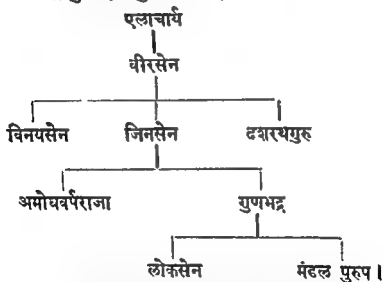 एलाचार्य
वीरसेन
विनयसेन जिनसेन दशरथगुरु
अमोघवर्षराजा गुणभद्र
लोकसेन मंडल पुरुष।